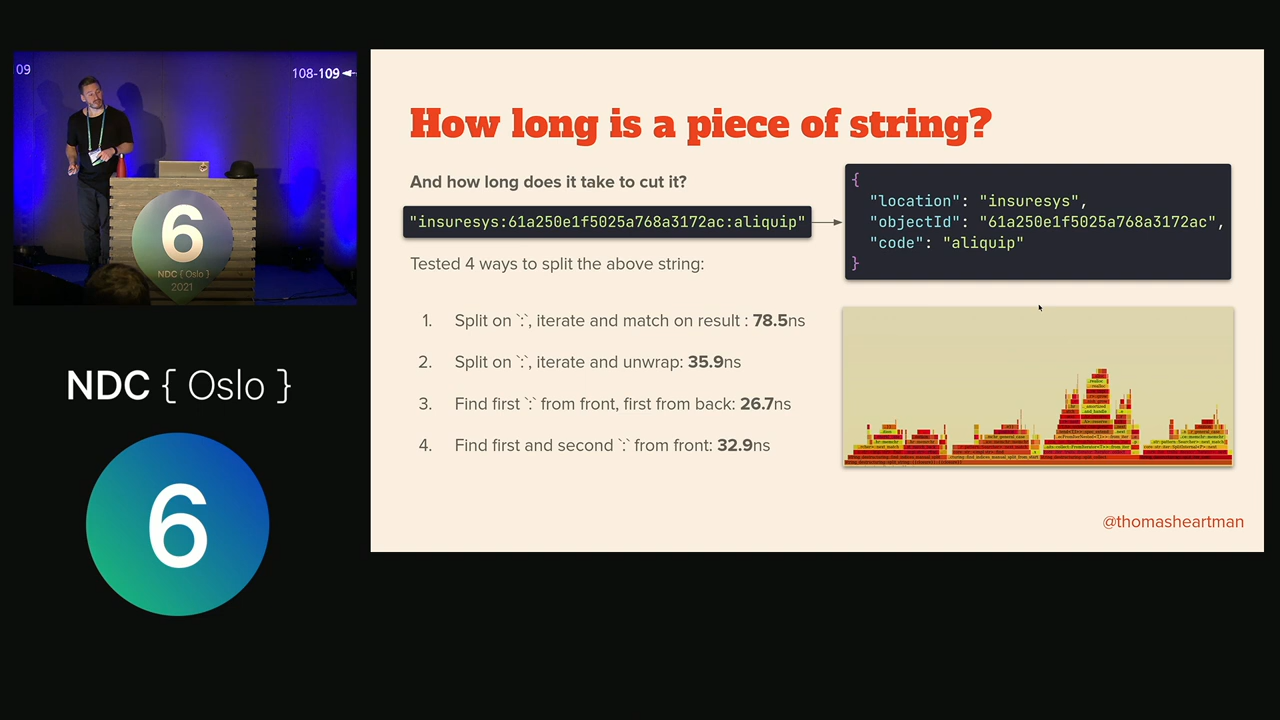 09
108-109
6
NDC { Oslo }
2021
NDC { Oslo }
6
How long is a piece of string?
And how long does it take to cut it?
"insuresys:61a250e1f5025a768a3172ac:aliquip"
{
"location": "insuresys",
"objectId": "61a250e1f5025a768a3172ac",
"code": "aliquip"
}
Tested 4 ways to split the above string:
1. Split on `:`, iterate and match on result : 78.5ns
2. Split on `:`, iterate and unwrap: 35.9ns
3. Find first `:` from front, first from back: 26.7ns
4. Find first and second `:` from front: 32.9ns
@thomasheartman